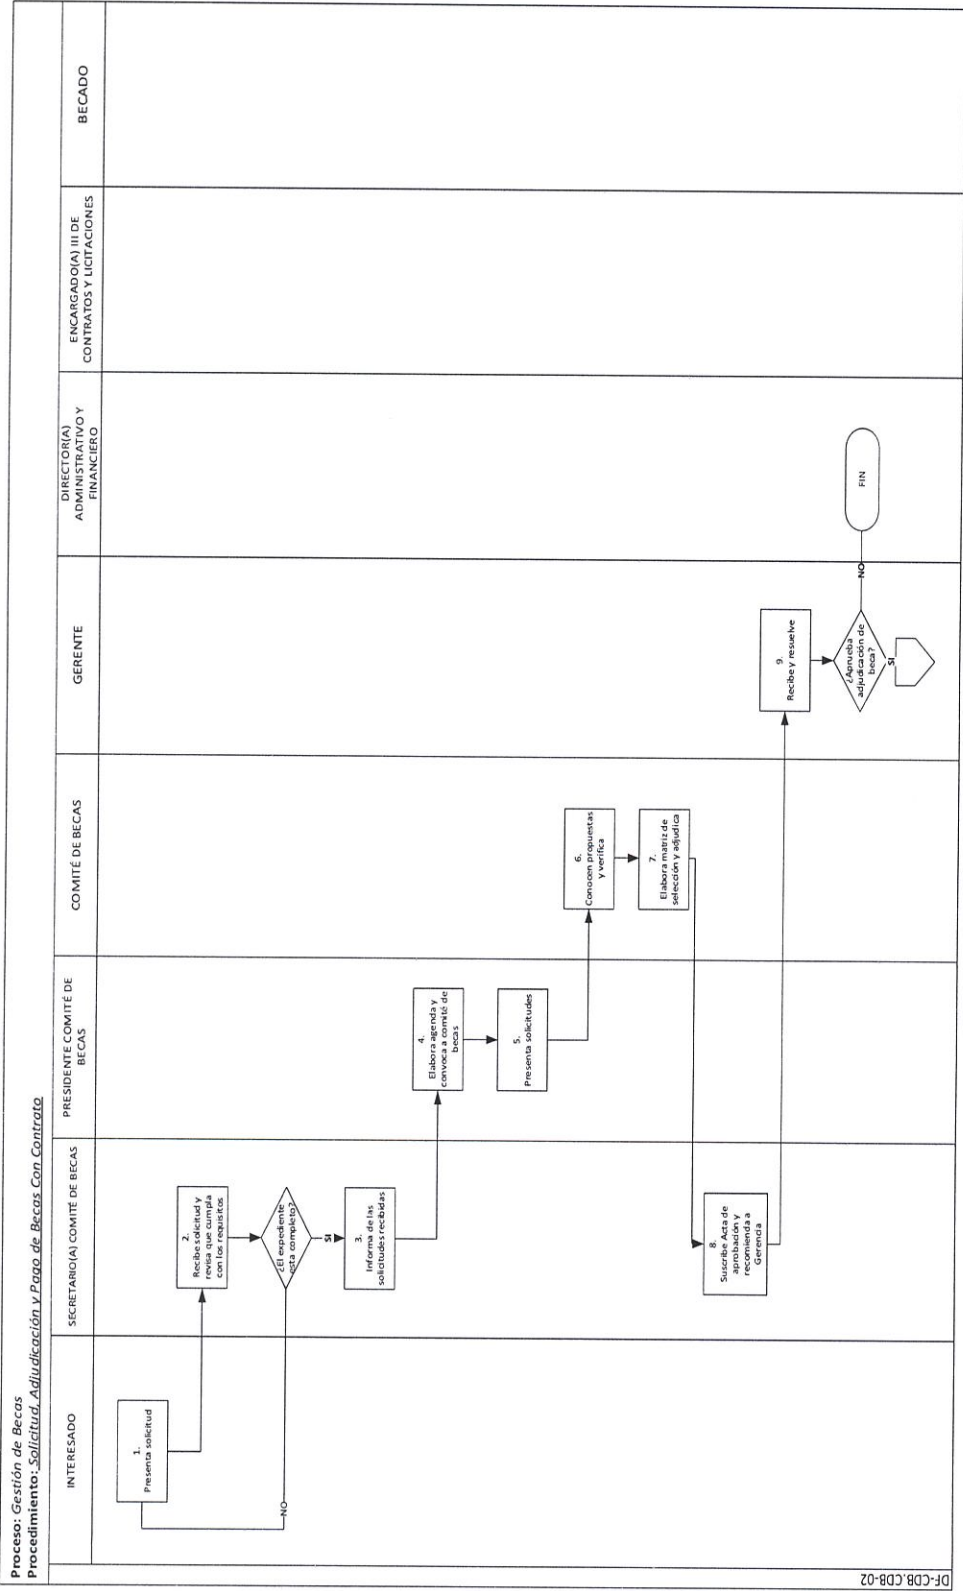 Proceso: Gestión de Becas
Procedimiento: Solicitud, Adjudicación y Pago de Becas Con Contrato
INTERESADO
SECRETARIO(A) COMITÉ DE BECAS
PRESIDENTE COMITÉ DE
BECAS
COMITÉ DE BECAS
GERENTE
DIRECTOR(A)
ADMINISTRATIVO Y
FINANCIERO
ENCARGADO(A) III DE
CONTRATOS Y LICITACIONES
BECADO
1.
Presenta solicitud
2.
Recibe solicitud y
revisa que cumpla
con los requisitos
¿El expediente
esta completo?
NO
SI
3.
Informa de las
solicitudes recibidas
4.
Elabora agenda y
convoca a comité de
becas
5.
Presenta solicitudes
6.
Conocen propuestas
y verifica
7.
Elabora matriz de
selección y adjudica
8.
Suscribe Acta de
aprobación y
recomienda a
Gerencia
9.
Recibe y resuelve
¿Aprueba
adjudicación de
beca?
NO
FIN
SI
DF-CDB.CDB-02